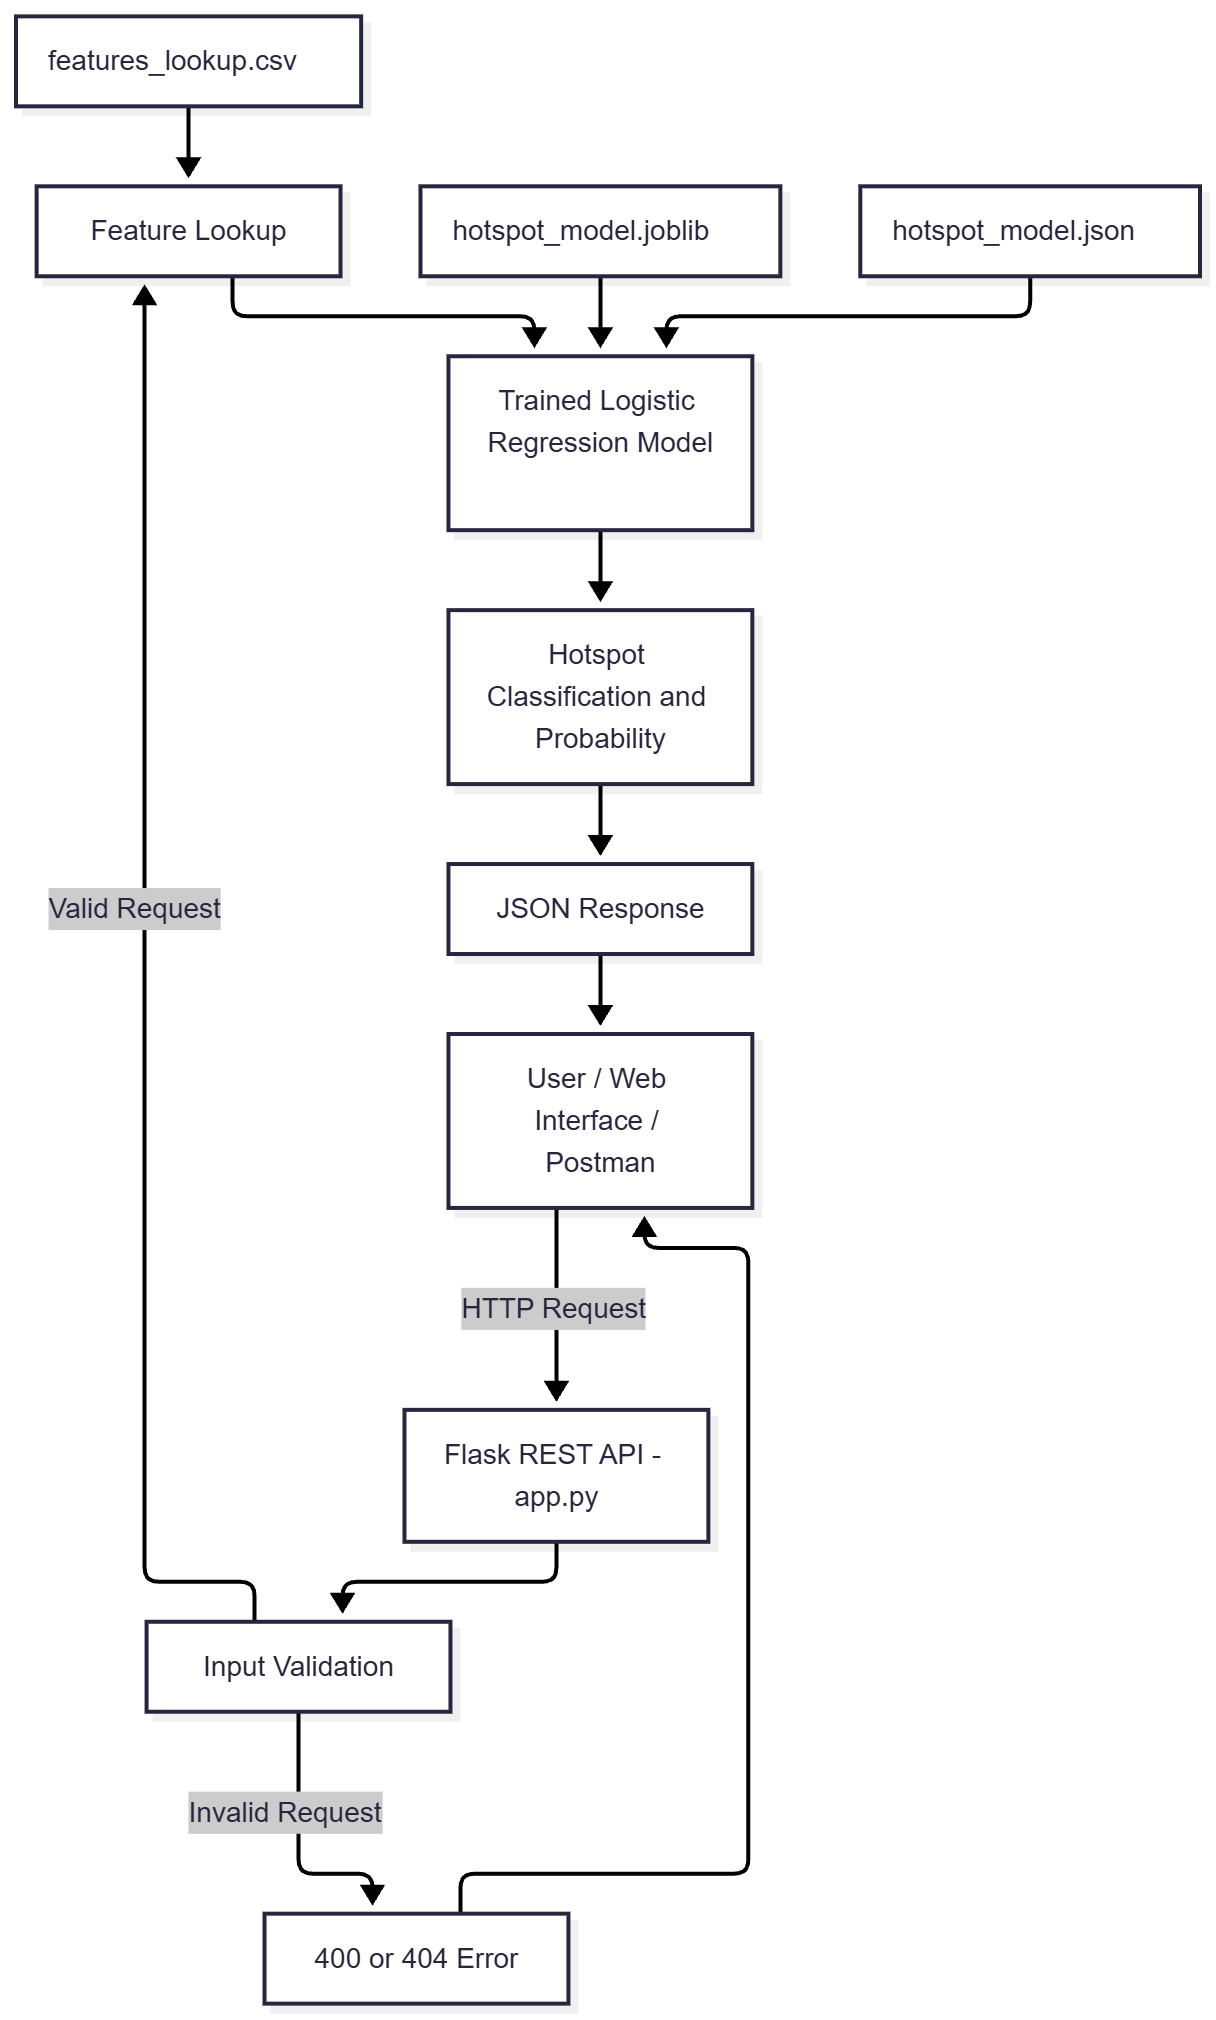 features_lookup.csv
Feature Lookup
hotspot_model.joblib
hotspot_model.json
Trained Logistic
Regression Model
Hotspot
Classification and
Probability
Valid Request
JSON Response
User / Web
Interface /
Postman
HTTP Request
Flask REST API -
app.py
Input Validation
Invalid Request
400 or 404 Error